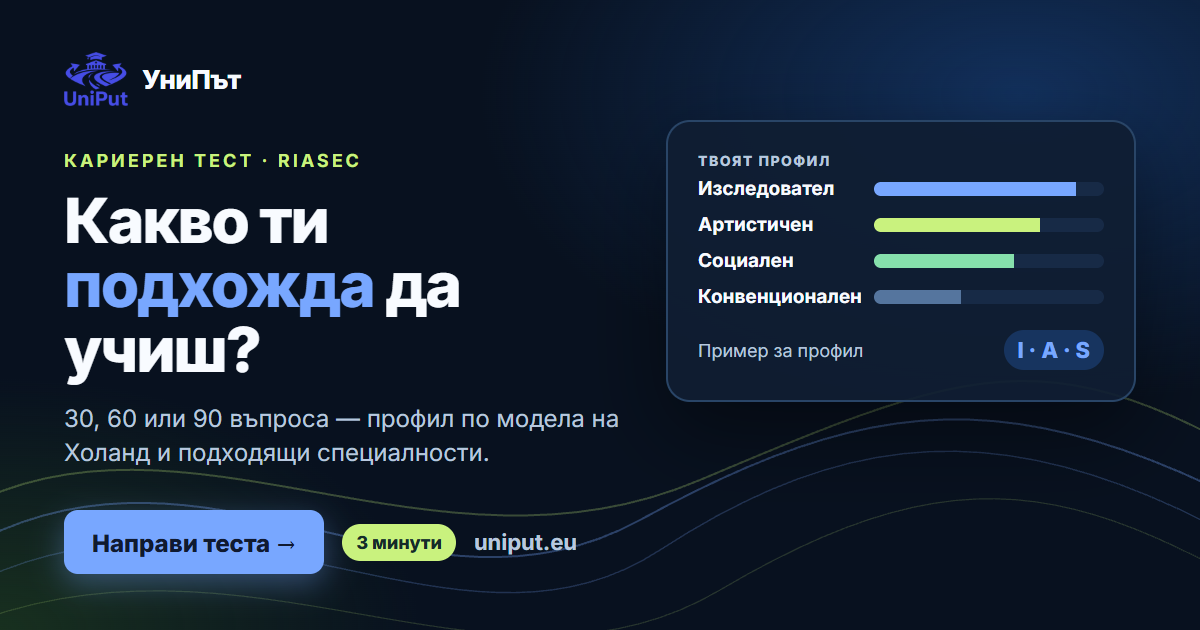 UniPut
УниПът
КАРИЕРЕН ТЕСТ · RIASEC
Какво ти
подхожда да
учиш?
30, 60 или 90 въпроса — профил по модела на
Холанд и подходящи специалности.
Направи теста →
3 минути
uniput.eu
ТВОЯТ ПРОФИЛ
Изследовател
Артистичен
Социален
Конвенционален
Пример за профил
I · A · S